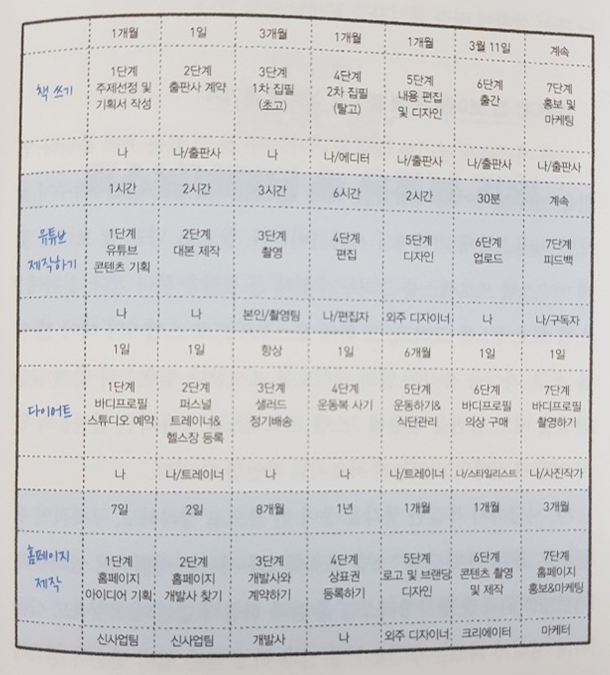 1개월 1일 3개월 1개월 1개월 3월 11일 계속
책 쓰기
1단계 2단계 3단계 4단계 5단계 6단계 7단계
주제선정 및 출판사 계약 1차 집필 2차 집필 내용 편집 출간 홍보 및
기획서 작성 (초고) (탈고) 및 디자인 마케팅
나 나/출판사 나 나/에디터 나/출판사 나/출판사 나/출판사
1시간 2시간 3시간 6시간 2시간 30분 계속
유튜브
제작하기
1단계 2단계 3단계 4단계 5단계 6단계 7단계
유튜브 대본 제작 촬영 편집 디자인 업로드 피드백
콘텐츠 기획
나 나 본인/촬영팀 나/편집자 외주 디자이너 나 나/구독자
1일 1일 항상 1일 6개월 1일 1일
다이어트
1단계 2단계 3단계 4단계 5단계 6단계 7단계
바디프로필 퍼스널 샐러드 운동복 사기 운동하기& 바디프로필 바디프로필
스튜디오 예약 트레이너& 정기배송 식단관리 의상 구매 촬영하기
헬스장 등록
나 나/트레이너 나 나 나/트레이너 나/스타일리스트 나/사진작가
7일 2일 8개월 1년 1개월 1개월 3개월
홈페이지
제작
1단계 2단계 3단계 4단계 5단계 6단계 7단계
홈페이지 홈페이지 개발사와 상표권 로고 및 브랜딩 콘텐츠 촬영 홈페이지
아이디어 기획 개발사 찾기 계약하기 등록하기 디자인 및 제작 홍보&마케팅
신사업팀 신사업팀 개발사 나 외주 디자이너 크리에이터 마케터